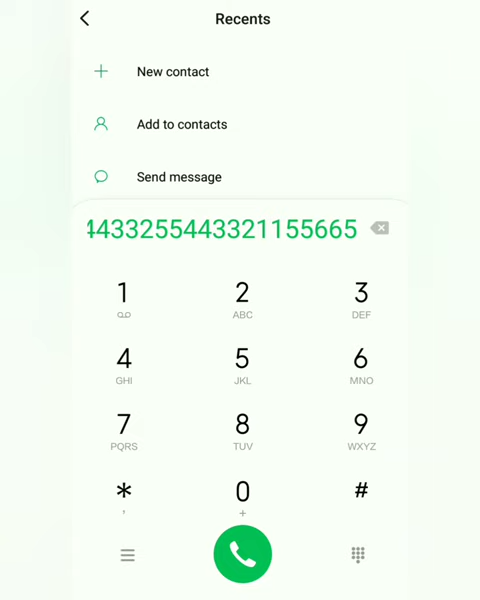 Recents
New contact
Add to contacts
Send message
4433255443321155665
1 2 3
ABC DEF
4 5 6
GHI JKL MNO
7 8 9
PQRS TUV WXYZ
* 0 #
, +